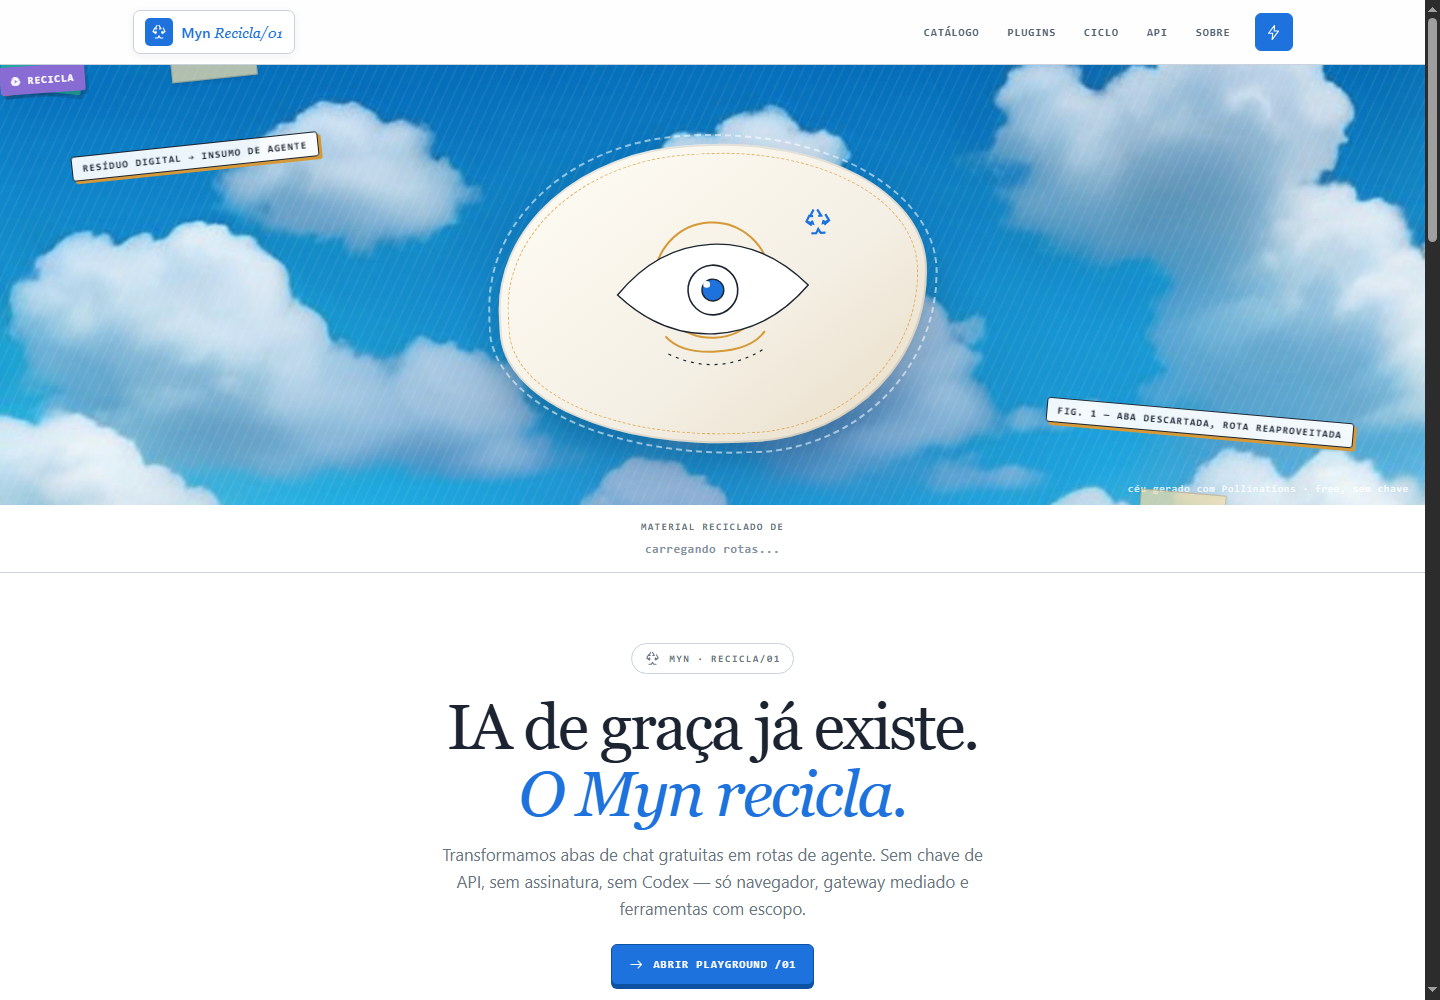 Myn Recicla/01
CATÁLOGO
PLUGINS
CICLO
API
SOBRE
RECICLA
RESÍDUO DIGITAL → INSUMO DE AGENTE
FIG. 1 — ABA DESCARTADA, ROTA REAPROVEITADA
céu gerado com Pollinations · free, sem chave
MATERIAL RECICLADO DE
carregando rotas...
MYN · RECICLA/01
IA de graça já existe.
O Myn recicla.
Transformamos abas de chat gratuitas em rotas de agente. Sem chave de
API, sem assinatura, sem Codex — só navegador, gateway mediado e
ferramentas com escopo.
→ ABRIR PLAYGROUND /01